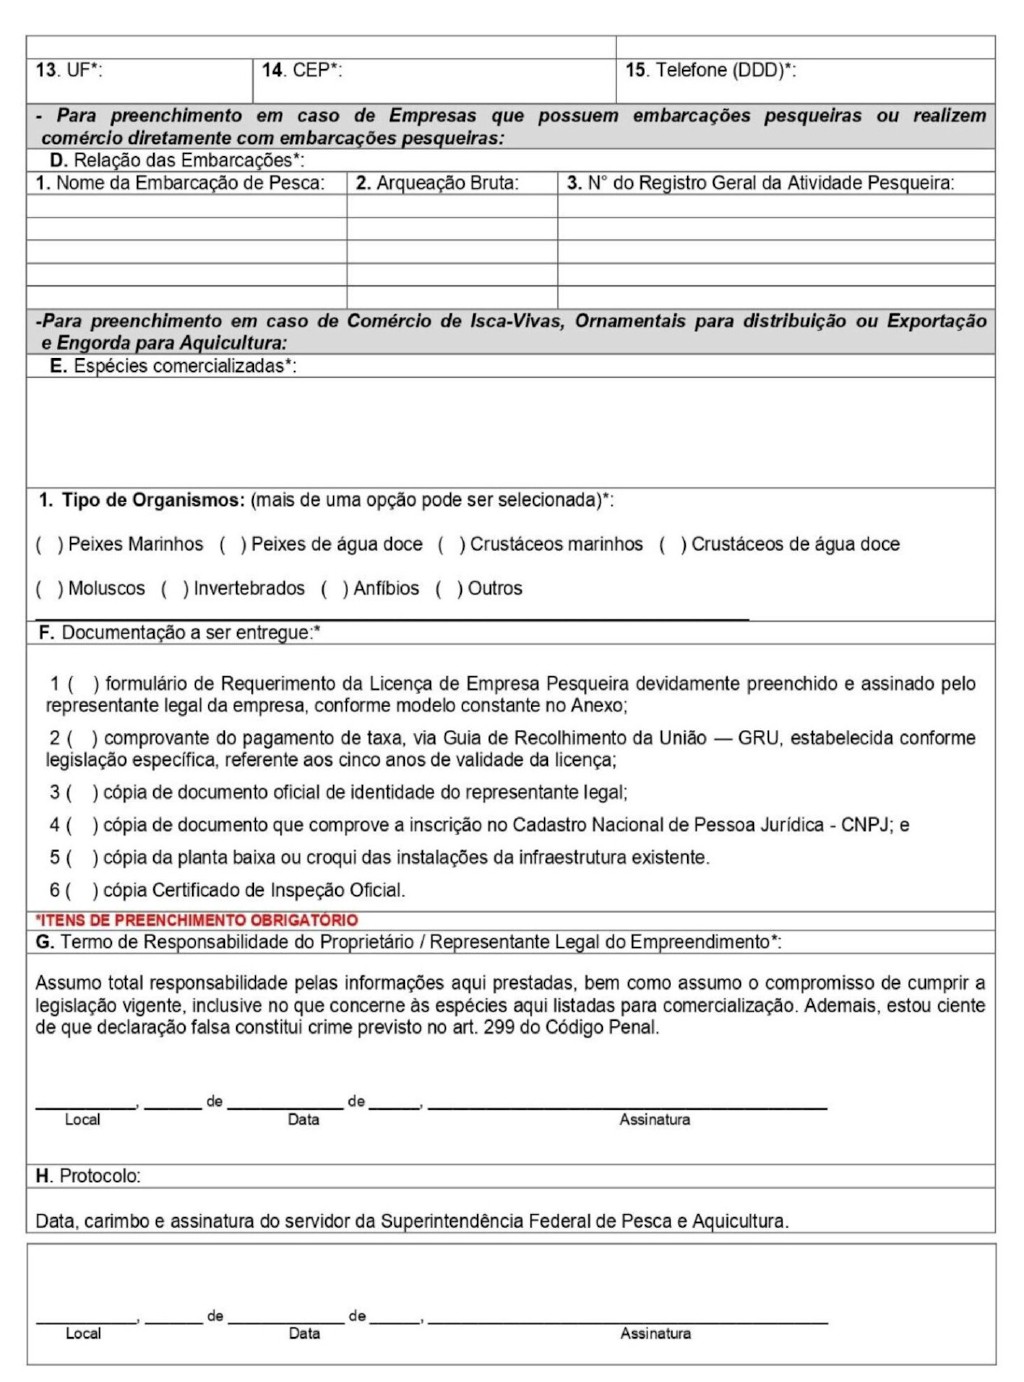 13. UF*: 14. CEP*: 15. Telefone (DDD)*:
- Para preenchimento em caso de Empresas que possuem embarcações pesqueiras ou realizem
comércio diretamente com embarcações pesqueiras:
D. Relação das Embarcações*:
1. Nome da Embarcação de Pesca: 2. Arqueação Bruta: 3. N° do Registro Geral da Atividade Pesqueira:
-Para preenchimento em caso de Comércio de Isca-Vivas, Ornamentais para distribuição ou Exportação
e Engorda para Aquicultura:
E. Espécies comercializadas*:
1. Tipo de Organismos: (mais de uma opção pode ser selecionada)*:
( ) Peixes Marinhos ( ) Peixes de água doce ( ) Crustáceos marinhos ( ) Crustáceos de água doce
( ) Moluscos ( ) Invertebrados ( ) Anfíbios ( ) Outros
F. Documentação a ser entregue:*
1 ( ) formulário de Requerimento da Licença de Empresa Pesqueira devidamente preenchido e assinado pelo
representante legal da empresa, conforme modelo constante no Anexo;
2 ( ) comprovante do pagamento de taxa, via Guia de Recolhimento da União — GRU, estabelecida conforme
legislação específica, referente aos cinco anos de validade da licença;
3 ( ) cópia de documento oficial de identidade do representante legal;
4 ( ) cópia de documento que comprove a inscrição no Cadastro Nacional de Pessoa Jurídica - CNPJ; e
5 ( ) cópia da planta baixa ou croqui das instalações da infraestrutura existente.
6 ( ) cópia Certificado de Inspeção Oficial.
*ITENS DE PREENCHIMENTO OBRIGATÓRIO
G. Termo de Responsabilidade do Proprietário / Representante Legal do Empreendimento*:
Assumo total responsabilidade pelas informações aqui prestadas, bem como assumo o compromisso de cumprir a
legislação vigente, inclusive no que concerne às espécies aqui listadas para comercialização. Ademais, estou ciente
de que declaração falsa constitui crime previsto no art. 299 do Código Penal.
__________, ______ de ____________ de _____, ________________________________________
Local Data Assinatura
H. Protocolo:
Data, carimbo e assinatura do servidor da Superintendência Federal de Pesca e Aquicultura.
__________, ______ de ____________ de _____, ________________________________________
Local Data Assinatura